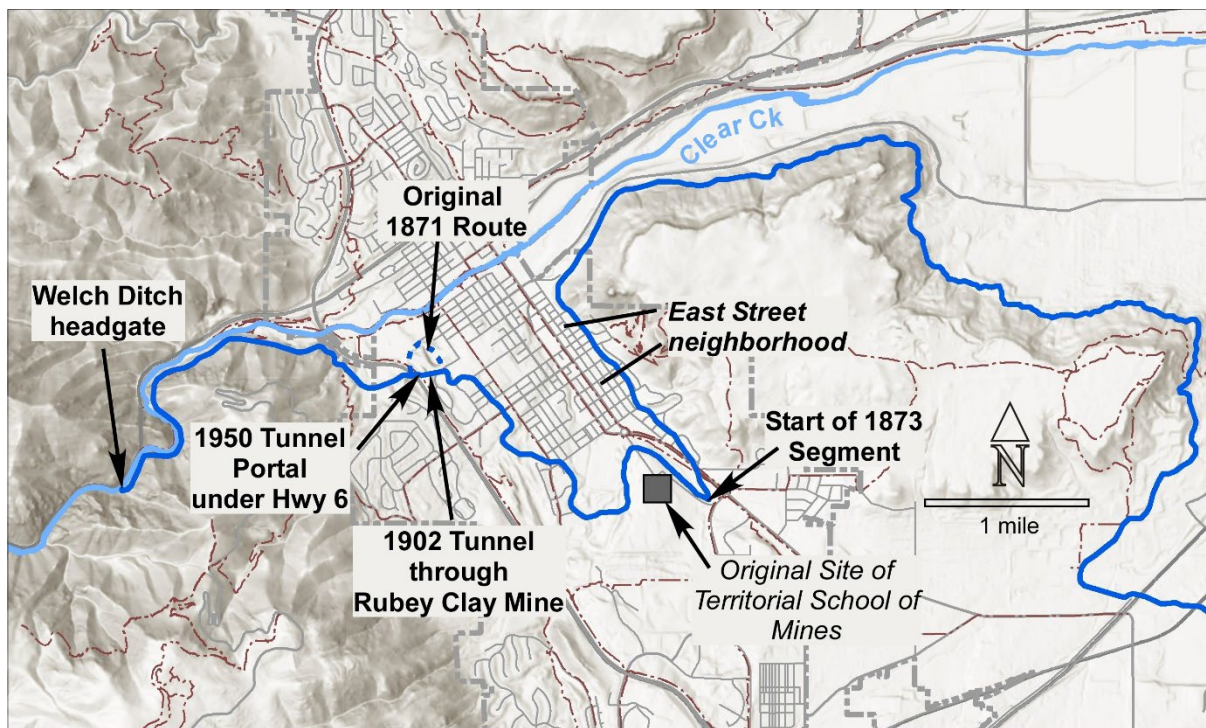 Clear Ck
Original
1871 Route
Welch Ditch
headgate
East Street
neighborhood
1950 Tunnel
Portal
under Hwy 6
Start of 1873
Segment
N
1 mile
1902 Tunnel
through
Rubey Clay Mine
Original Site of
Territorial School of
Mines